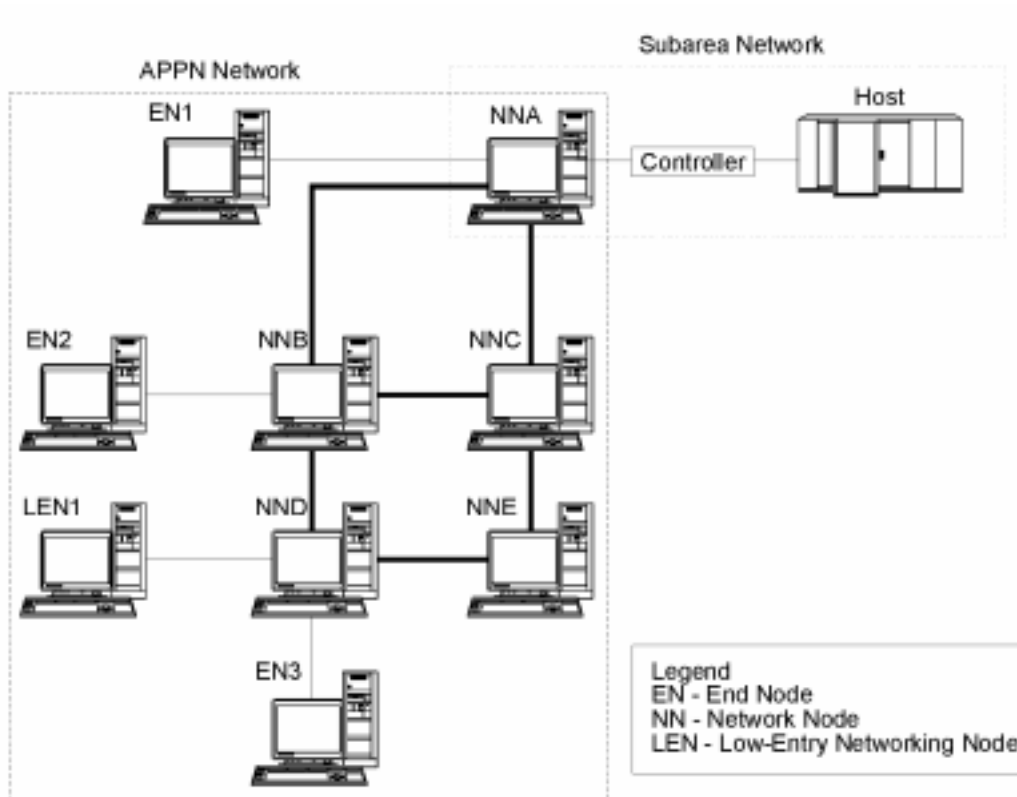 Subarea Network
APPN Network
EN1
NNA
Host
Controller
EN2
NNB
NNC
LEN1
NND
NNE
EN3
Legend
EN - End Node
NN - Network Node
LEN - Low-Entry Networking Node